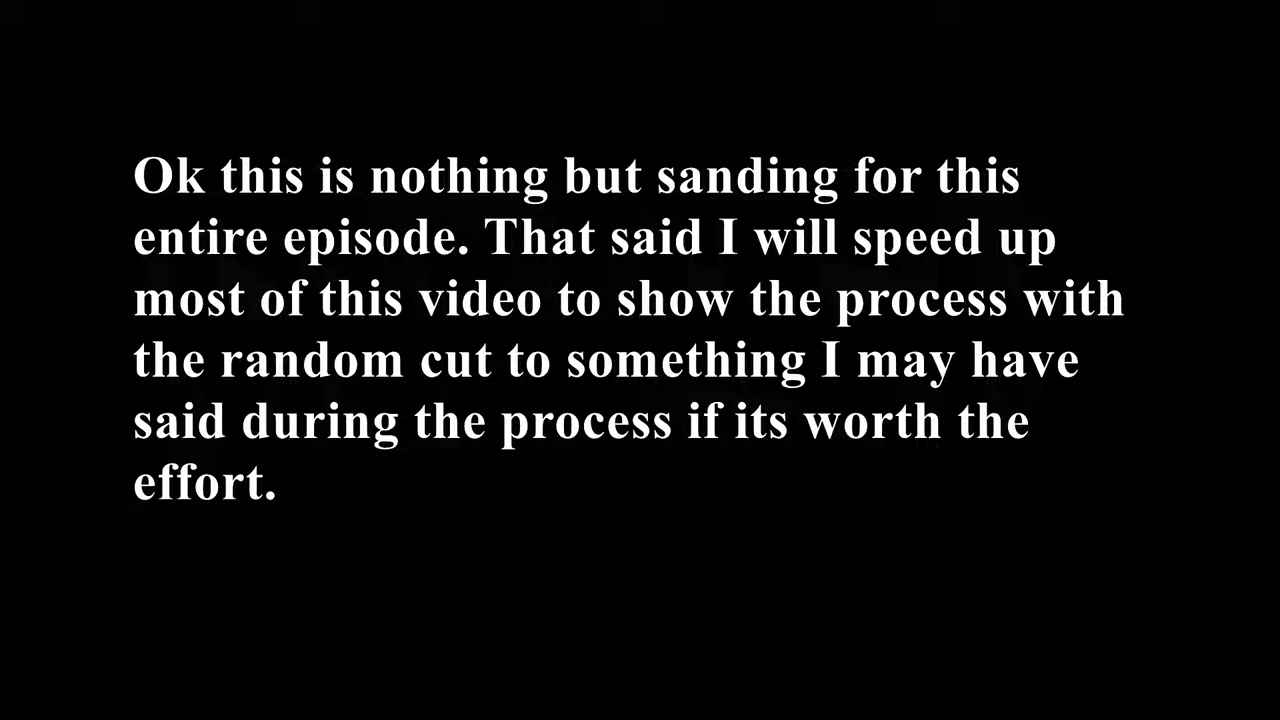 Ok this is nothing but sanding for this
entire episode. That said I will speed up
most of this video to show the process with
the random cut to something I may have
said during the process if its worth the
effort.